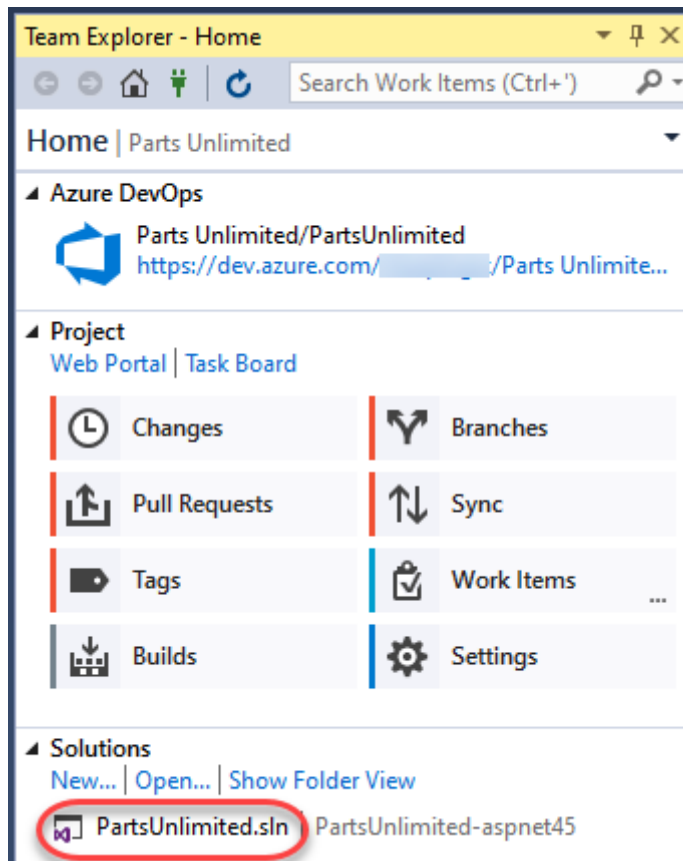 Team Explorer - Home
Search Work Items (Ctrl+')
Home | Parts Unlimited
Azure DevOps
Parts Unlimited/PartsUnlimited
https://dev.azure.com/ /Parts Unlimite...
Project
Web Portal | Task Board
Changes
Branches
Pull Requests
Sync
Tags
Work Items
...
Builds
Settings
Solutions
New... | Open... | Show Folder View
PartsUnlimited.sln | PartsUnlimited-aspnet45